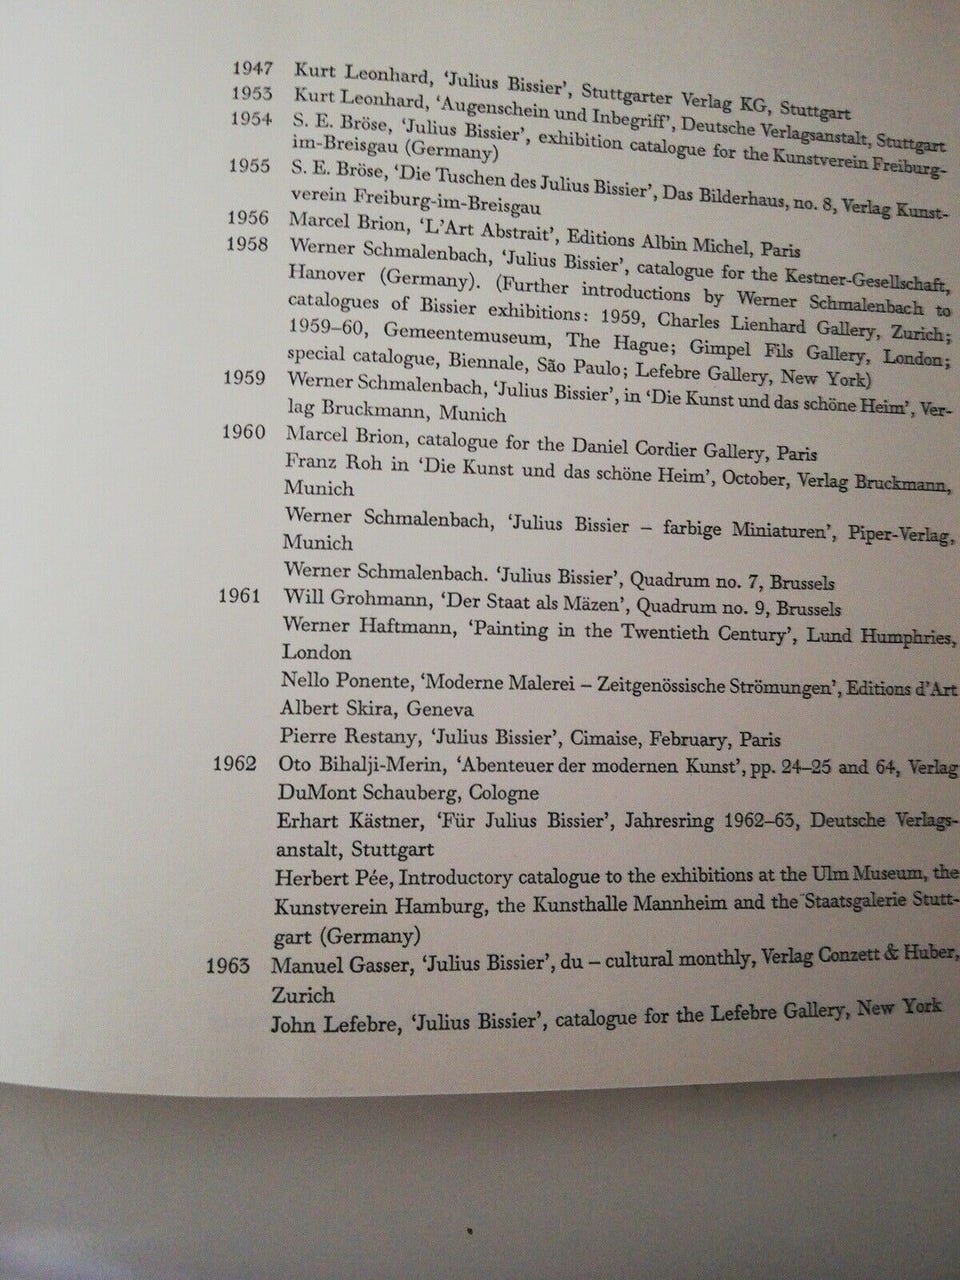 1947 Kurt Leonhard, ‘Julius Bissier’, Stuttgarter Verlag KG, Stuttgart
1953 Kurt Leonhard, ‘Augenschein und Inbegriff’, Deutsche Verlagsanstalt, Stuttgart
1954 S. E. Bröse, ‘Julius Bissier’, exhibition catalogue for the Kunstverein Freiburg-
im-Breisgau (Germany)
1955 S. E. Bröse, ‘Die Tuschen des Julius Bissier’, Das Bilderhaus, no. 8, Verlag Kunst-
verein Freiburg-im-Breisgau
1956 Marcel Brion, ‘L’Art Abstrait’, Editions Albin Michel, Paris
1958 Werner Schmalenbach, ‘Julius Bissier’, catalogue for the Kestner-Gesellschaft,
Hanover (Germany). (Further introductions by Werner Schmalenbach to
catalogues of Bissier exhibitions: 1959, Charles Lienhard Gallery, Zurich;
1959–60, Gemeentemuseum, The Hague; Gimpel Fils Gallery, London;
special catalogue, Biennale, São Paulo; Lefebre Gallery, New York)
1959 Werner Schmalenbach, ‘Julius Bissier’, in ‘Die Kunst und das schöne Heim’, Ver-
lag Bruckmann, Munich
1960 Marcel Brion, catalogue for the Daniel Cordier Gallery, Paris
Franz Roh in ‘Die Kunst und das schöne Heim’, October, Verlag Bruckmann,
Munich
Werner Schmalenbach, ‘Julius Bissier – farbige Miniaturen’, Piper-Verlag,
Munich
Werner Schmalenbach. ‘Julius Bissier’, Quadrum no. 7, Brussels
1961 Will Grohmann, ‘Der Staat als Mäzen’, Quadrum no. 9, Brussels
Werner Haftmann, ‘Painting in the Twentieth Century’, Lund Humphries,
London
Nello Ponente, ‘Moderne Malerei – Zeitgenössische Strömungen’, Editions d’Art
Albert Skira, Geneva
Pierre Restany, ‘Julius Bissier’, Cimaise, February, Paris
1962 Oto Bihalji-Merin, ‘Abenteuer der modernen Kunst’, pp. 24–25 and 64, Verlag
DuMont Schauberg, Cologne
Erhart Kästner, ‘Für Julius Bissier’, Jahresring 1962–63, Deutsche Verlags-
anstalt, Stuttgart
Herbert Pée, Introductory catalogue to the exhibitions at the Ulm Museum, the
Kunstverein Hamburg, the Kunsthalle Mannheim and the Staatsgalerie Stutt-
gart (Germany)
1963 Manuel Gasser, ‘Julius Bissier’, du – cultural monthly, Verlag Conzett & Huber,
Zurich
John Lefebre, ‘Julius Bissier’, catalogue for the Lefebre Gallery, New York